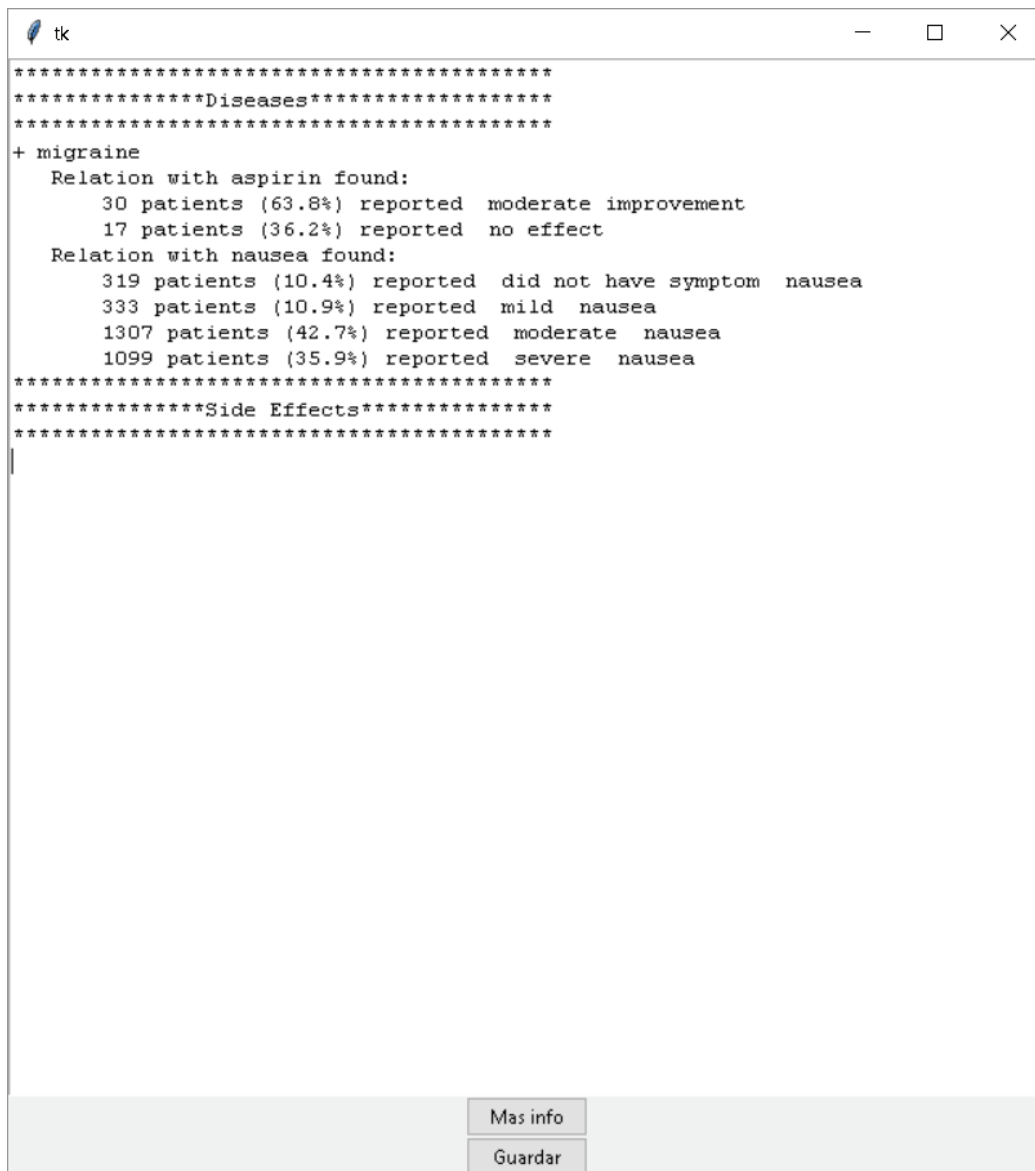 tk
******************************************
***************Diseases*******************
******************************************
+ migraine
   Relation with aspirin found:
       30 patients (63.8%) reported  moderate improvement
       17 patients (36.2%) reported  no effect
   Relation with nausea found:
       319 patients (10.4%) reported  did not have symptom  nausea
       333 patients (10.9%) reported  mild  nausea
       1307 patients (42.7%) reported  moderate  nausea
       1099 patients (35.9%) reported  severe  nausea
******************************************
***************Side Effects***************
******************************************
Mas info
Guardar